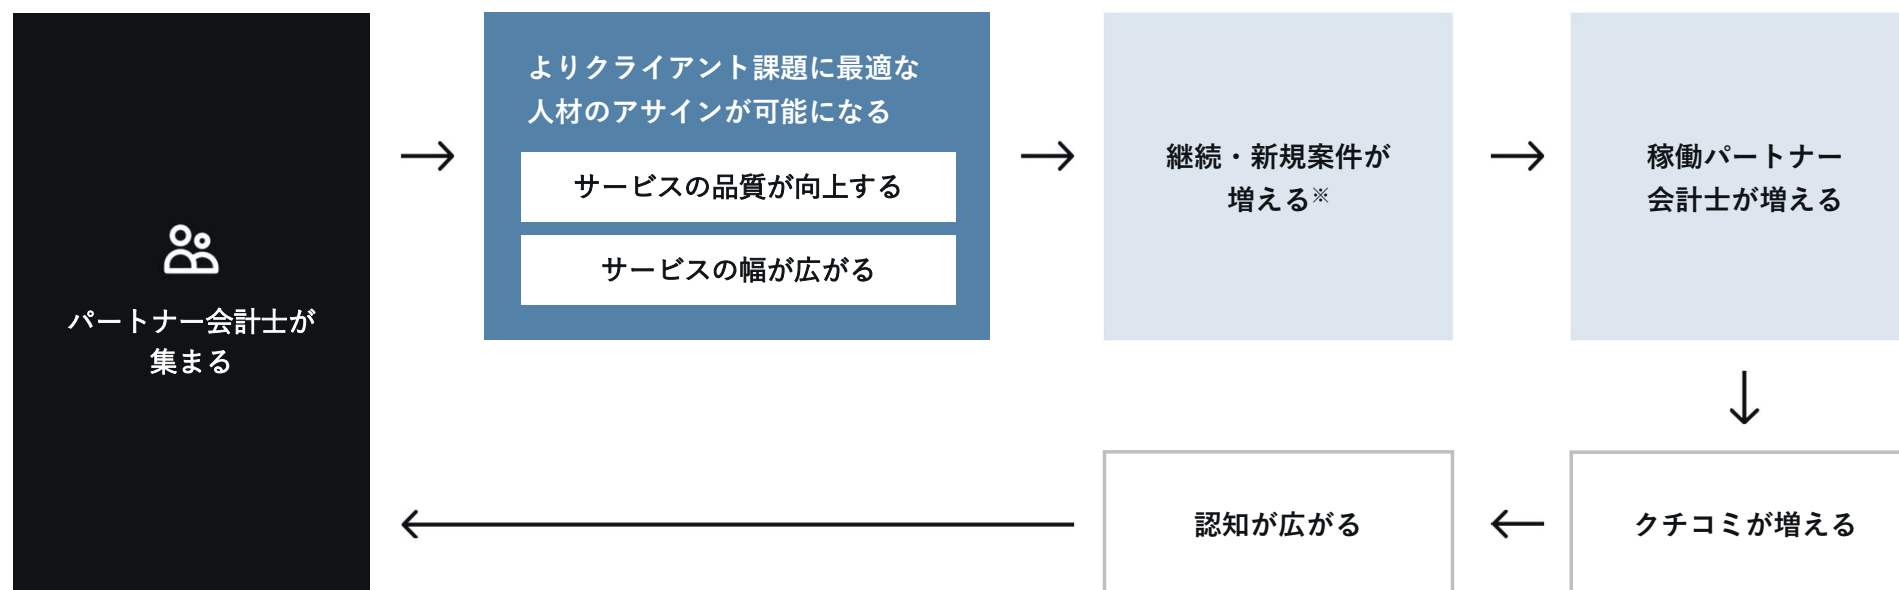 パートナー会計士が
集まる
よりクライアント課題に最適な
人材のアサインが可能になる
サービスの品質が向上する
サービスの幅が広がる
継続・新規案件が
増える※
稼働パートナー
会計士が増える
クチコミが増える
認知が広がる